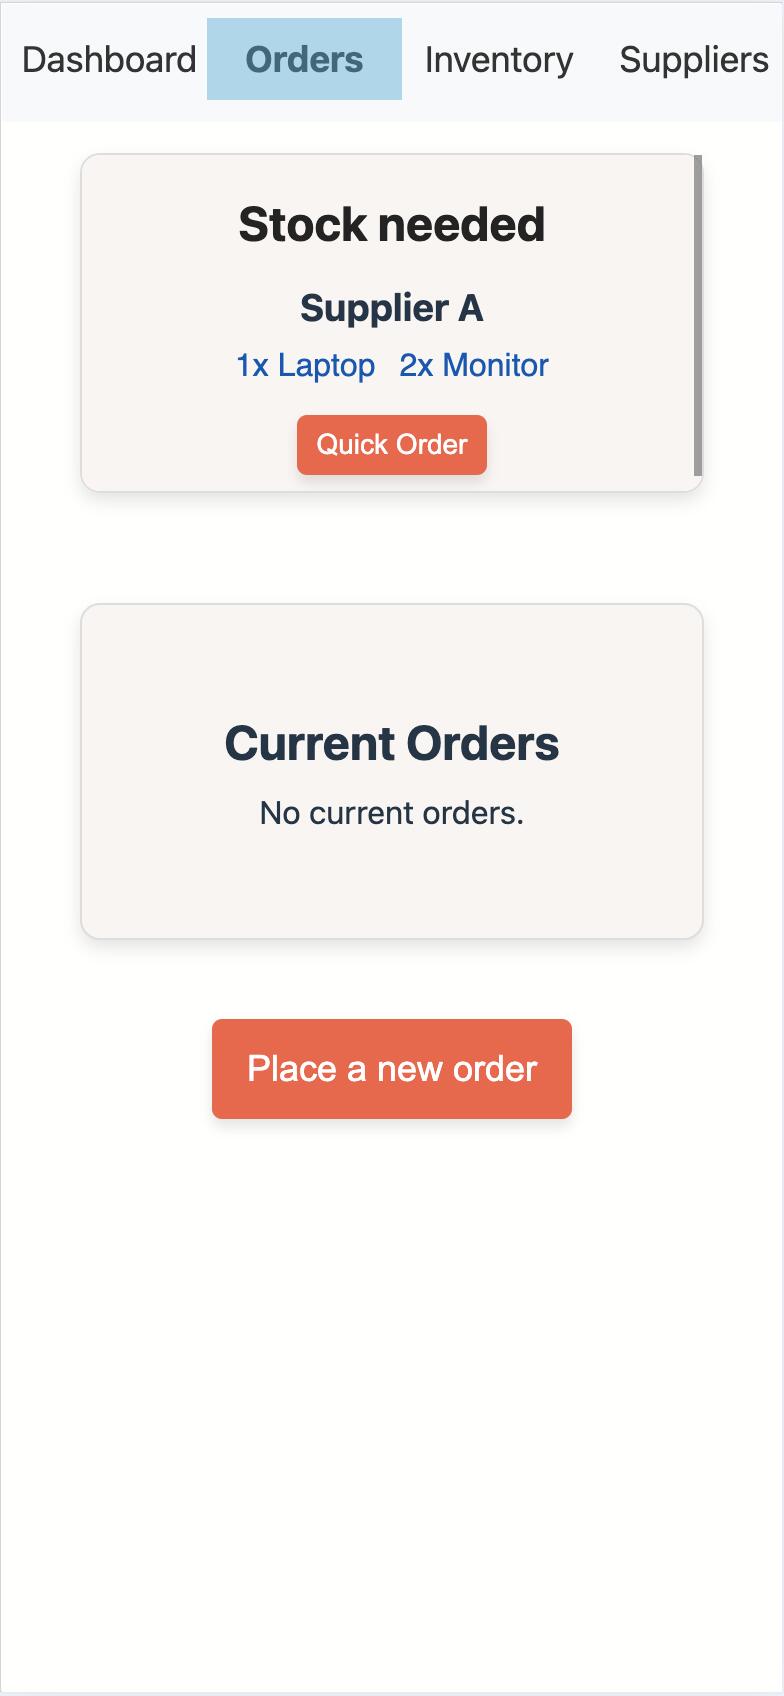 Dashboard Orders Inventory Suppliers
Stock needed
Supplier A
1x Laptop 2x Monitor
Quick Order
Current Orders
No current orders.
Place a new order